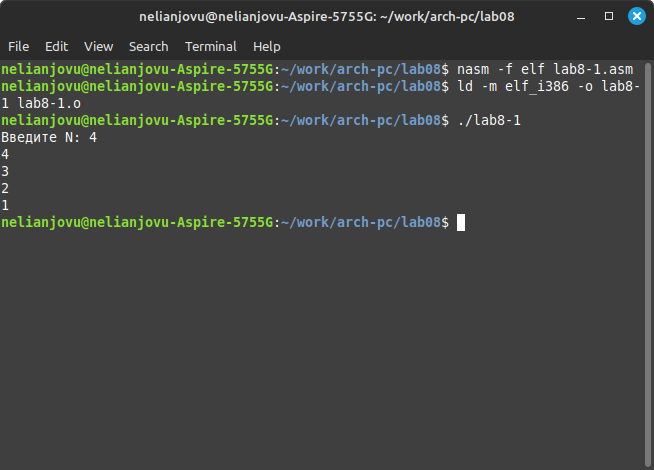 nelianjovu@nelianjovu-Aspire-5755G: ~/work/arch-pc/lab08
File Edit View Search Terminal Help
nelianjovu@nelianjovu-Aspire-5755G:~/work/arch-pc/lab08$ nasm -f elf lab8-1.asm
nelianjovu@nelianjovu-Aspire-5755G:~/work/arch-pc/lab08$ ld -m elf_i386 -o lab8-
1 lab8-1.o
nelianjovu@nelianjovu-Aspire-5755G:~/work/arch-pc/lab08$ ./lab8-1
Введите N: 4
4
3
2
1
nelianjovu@nelianjovu-Aspire-5755G:~/work/arch-pc/lab08$